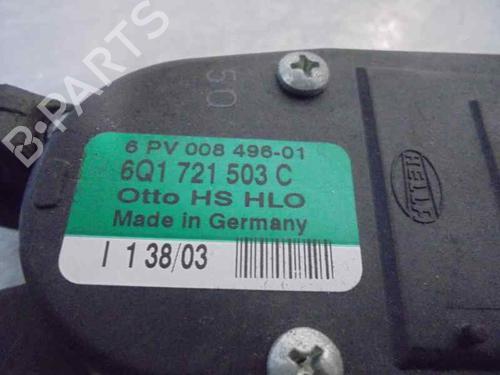 50
6 PV 008 496-01
6Q1 721 503 C
Otto HS HLO
Made in Germany
I 1 38/03
HELLA
B-PARTS